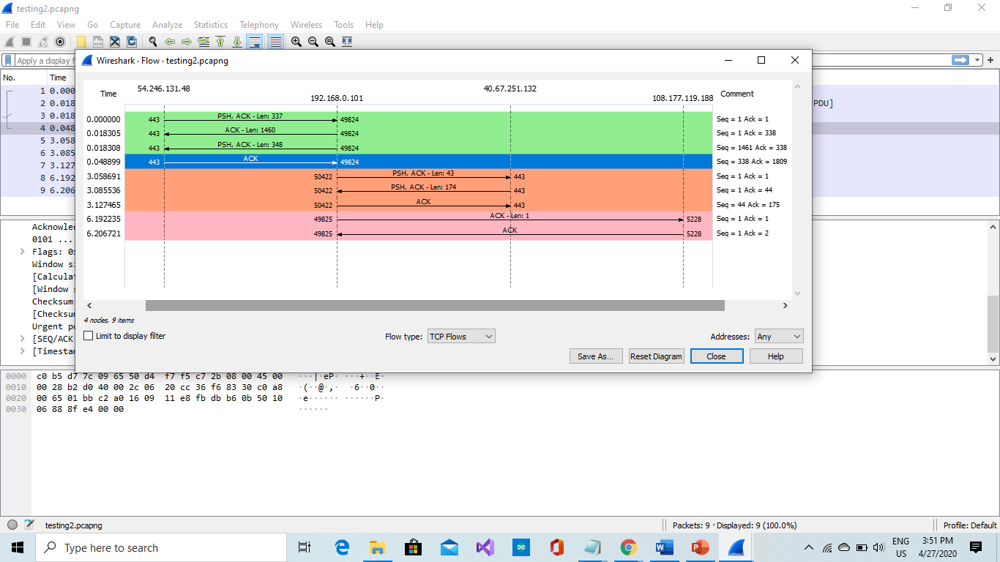 testing2.pcapng
File Edit View Go Capture Analyze Statistics Telephony Wireless Tools Help
Apply a display f
Wireshark · Flow · testing2.pcapng
No. Time
1 0.000
2 0.018
3 0.018
4 0.048
5 3.058
6 3.085
7 3.127
8 6.192
9 6.206
PDU]
Time 54.246.131.48 192.168.0.101 40.67.251.132 108.177.119.188 Comment
0.000000 443 PSH, ACK - Len: 337 49824 Seq = 1 Ack = 1
0.018305 443 ACK - Len: 1460 49824 Seq = 1 Ack = 338
0.018308 443 PSH, ACK - Len: 348 49824 Seq = 1461 Ack = 338
0.048899 443 ACK 49824 Seq = 338 Ack = 1809
3.058691 50422 PSH, ACK - Len: 43 443 Seq = 1 Ack = 1
3.085536 50422 PSH, ACK - Len: 174 443 Seq = 1 Ack = 44
3.127465 50422 ACK 443 Seq = 44 Ack = 175
6.192235 49825 ACK - Len: 1 5228 Seq = 1 Ack = 1
6.206721 49825 ACK 5228 Seq = 1 Ack = 2
4 nodes, 9 items
Limit to display filter Flow type: TCP Flows Addresses: Any
Save As... Reset Diagram Close Help
Acknowled
0101 ....
Flags: 0x
Window si
[Calculat
[Window s
Checksum
[Checksum
Urgent po
[SEQ/ACK
[Timestam
0000 c0 b5 d7 7c 09 65 50 d4 f7 f5 c7 2b 08 00 45 00 ···|·eP· ···+··E·
0010 00 28 b2 d0 40 00 2c 06 20 cc 36 f6 83 30 c0 a8 ·(··@·,· ·6··0··
0020 00 65 01 bb c2 a0 16 09 11 e8 fb db b6 0b 50 10 ·e······ ······P·
0030 06 88 8f e4 00 00 ······
testing2.pcapng Packets: 9 · Displayed: 9 (100.0%) Profile: Default
Type here to search
ENG
US
3:51 PM
4/27/2020